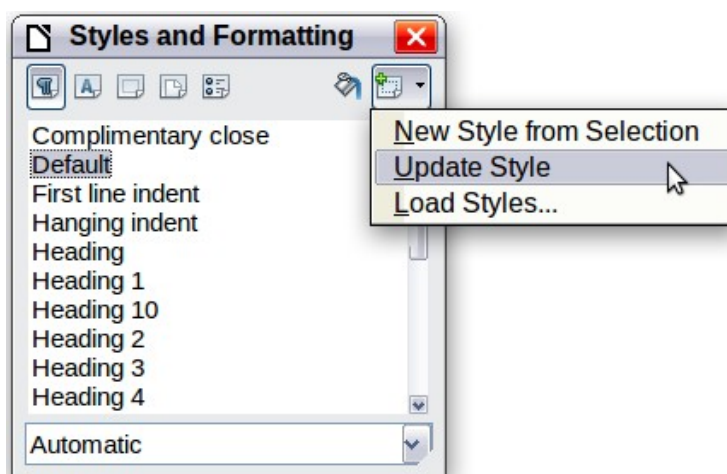 Styles and Formatting
Complimentary close
Default
First line indent
Hanging indent
Heading
Heading 1
Heading 10
Heading 2
Heading 3
Heading 4
Automatic
New Style from Selection
Update Style
Load Styles...